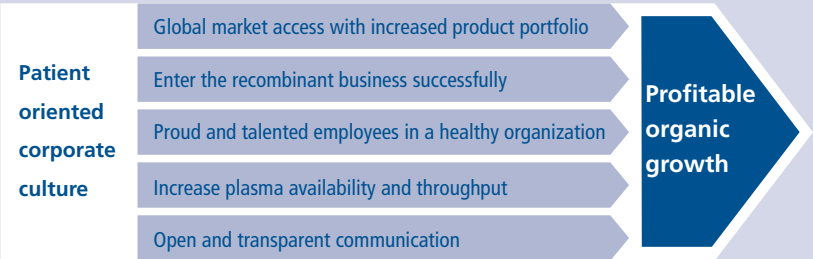 Patient
oriented
corporate
culture
Global market access with increased product portfolio
Enter the recombinant business successfully
Proud and talented employees in a healthy organization
Increase plasma availability and throughput
Open and transparent communication
Profitable
organic
growth